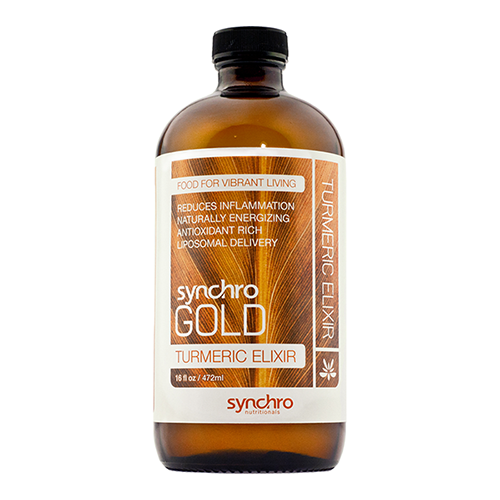 FOOD FOR VIBRANT LIVING
REDUCES INFLAMMATION
NATURALLY ENERGIZING
ANTIOXIDANT RICH
LIPOSOMAL DELIVERY
synchro
GOLD
TURMERIC ELIXIR
16 fl oz / 472ml
TURMERIC ELIXIR
synchro
nutritionals